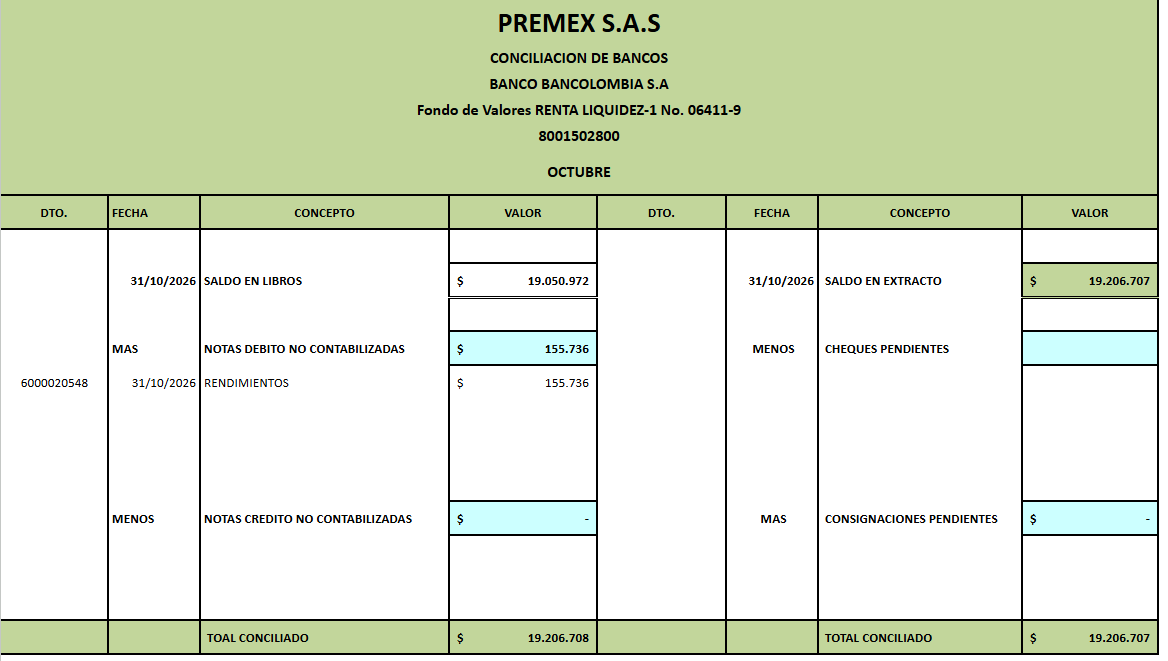 PREMEX S.A.S
CONCILIACION DE BANCOS
BANCO BANCOLOMBIA S.A
Fondo de Valores RENTA LIQUIDEZ-1 No. 06411-9
8001502800
OCTUBRE
DTO. FECHA CONCEPTO VALOR DTO. FECHA CONCEPTO VALOR
31/10/2026 SALDO EN LIBROS $ 19.050.972 31/10/2026 SALDO EN EXTRACTO $ 19.206.707
MAS NOTAS DEBITO NO CONTABILIZADAS $ 155.736 MENOS CHEQUES PENDIENTES
6000020548 31/10/2026 RENDIMIENTOS $ 155.736
MENOS NOTAS CREDITO NO CONTABILIZADAS $ - MAS CONSIGNACIONES PENDIENTES $ -
TOAL CONCILIADO $ 19.206.708 TOTAL CONCILIADO $ 19.206.707